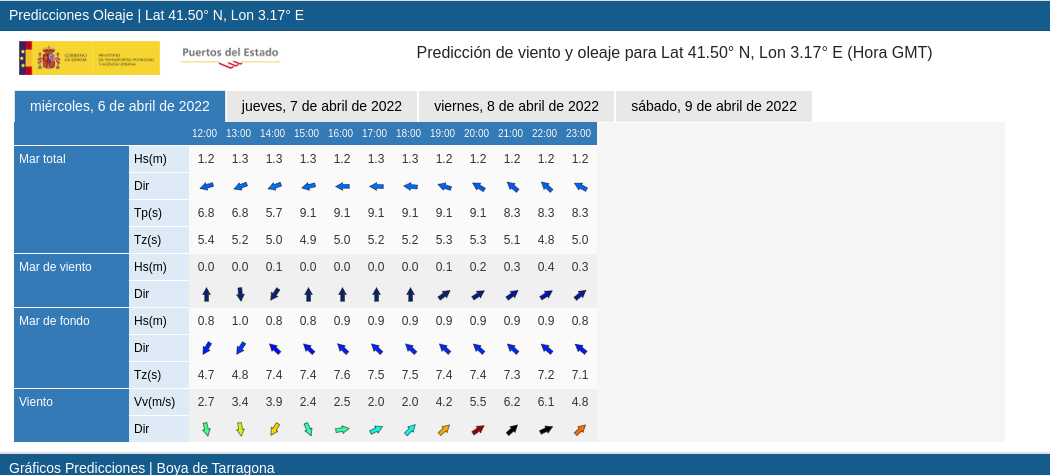 Predicciones Oleaje | Lat 41.50° N, Lon 3.17° E
GOBIERNO DE ESPAÑA
MINISTERIO DE TRANSPORTES, MOVILIDAD Y AGENDA URBANA
Puertos del Estado
Predicción de viento y oleaje para Lat 41.50° N, Lon 3.17° E (Hora GMT)
miércoles, 6 de abril de 2022 jueves, 7 de abril de 2022 viernes, 8 de abril de 2022 sábado, 9 de abril de 2022
12:00 13:00 14:00 15:00 16:00 17:00 18:00 19:00 20:00 21:00 22:00 23:00
Mar total Hs(m) 1.2 1.3 1.3 1.3 1.2 1.3 1.3 1.2 1.2 1.2 1.2 1.2
Dir
Tp(s) 6.8 6.8 5.7 9.1 9.1 9.1 9.1 9.1 9.1 8.3 8.3 8.3
Tz(s) 5.4 5.2 5.0 4.9 5.0 5.2 5.2 5.3 5.3 5.1 4.8 5.0
Mar de viento Hs(m) 0.0 0.0 0.1 0.0 0.0 0.0 0.0 0.1 0.2 0.3 0.4 0.3
Dir
Mar de fondo Hs(m) 0.8 1.0 0.8 0.8 0.9 0.9 0.9 0.9 0.9 0.9 0.9 0.8
Dir
Tz(s) 4.7 4.8 7.4 7.4 7.6 7.5 7.5 7.4 7.4 7.3 7.2 7.1
Viento Vv(m/s) 2.7 3.4 3.9 2.4 2.5 2.0 2.0 4.2 5.5 6.2 6.1 4.8
Dir
Gráficos Predicciones | Boya de Tarragona